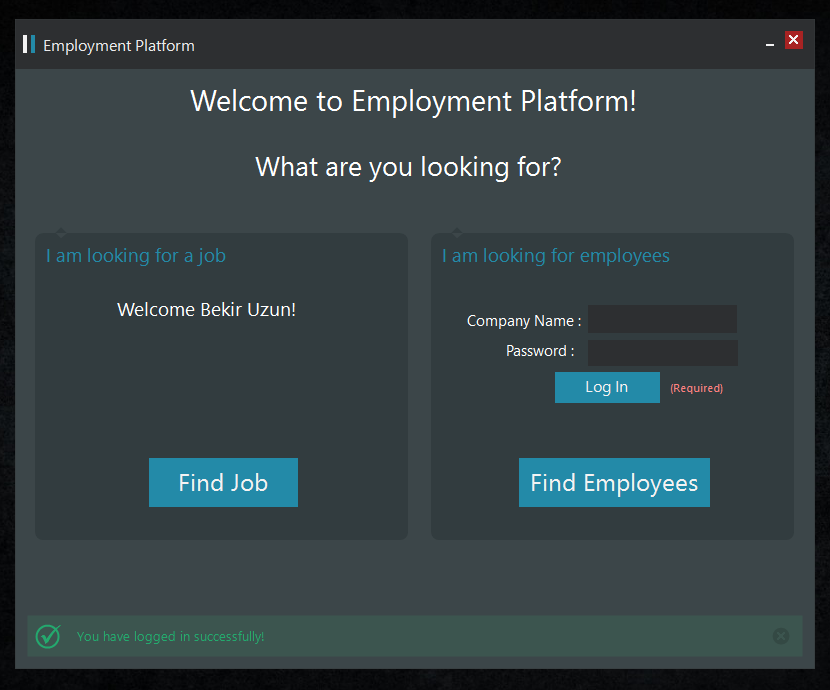 Employment Platform
Welcome to Employment Platform!
What are you looking for?
I am looking for a job
Welcome Bekir Uzun!
Find Job
I am looking for employees
Company Name :
Password :
Log In (Required)
Find Employees
You have logged in successfully!